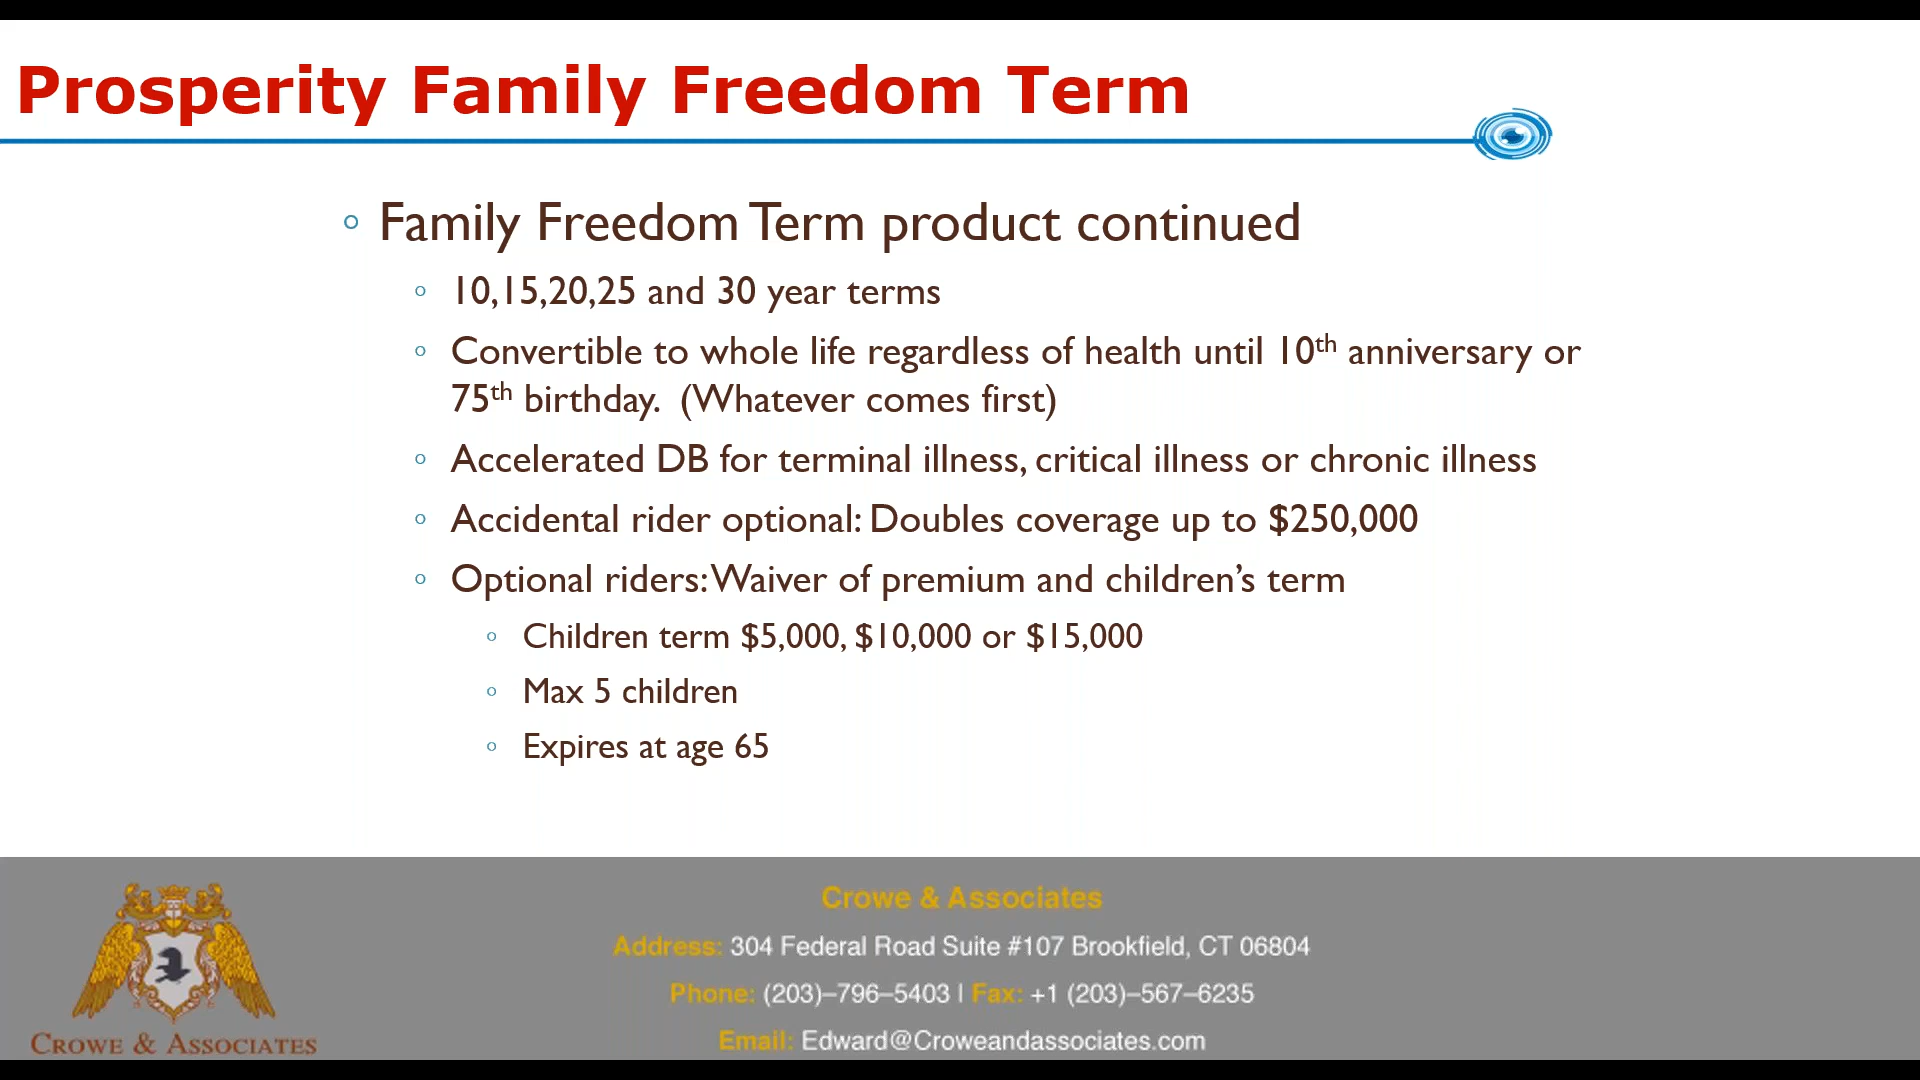 Prosperity Family Freedom Term
Family Freedom Term product continued
10,15,20,25 and 30 year terms
Convertible to whole life regardless of health until 10th anniversary or
75th birthday.  (Whatever comes first)
Accelerated DB for terminal illness, critical illness or chronic illness
Accidental rider optional: Doubles coverage up to $250,000
Optional riders: Waiver of premium and children’s term
Children term $5,000, $10,000 or $15,000
Max 5 children
Expires at age 65
Crowe & Associates
Address: 304 Federal Road Suite #107 Brookfield, CT 06804
Phone: (203)–796–5403 | Fax: +1 (203)–567–6235
Email: Edward@Croweandassociates.com
Crowe & Associates